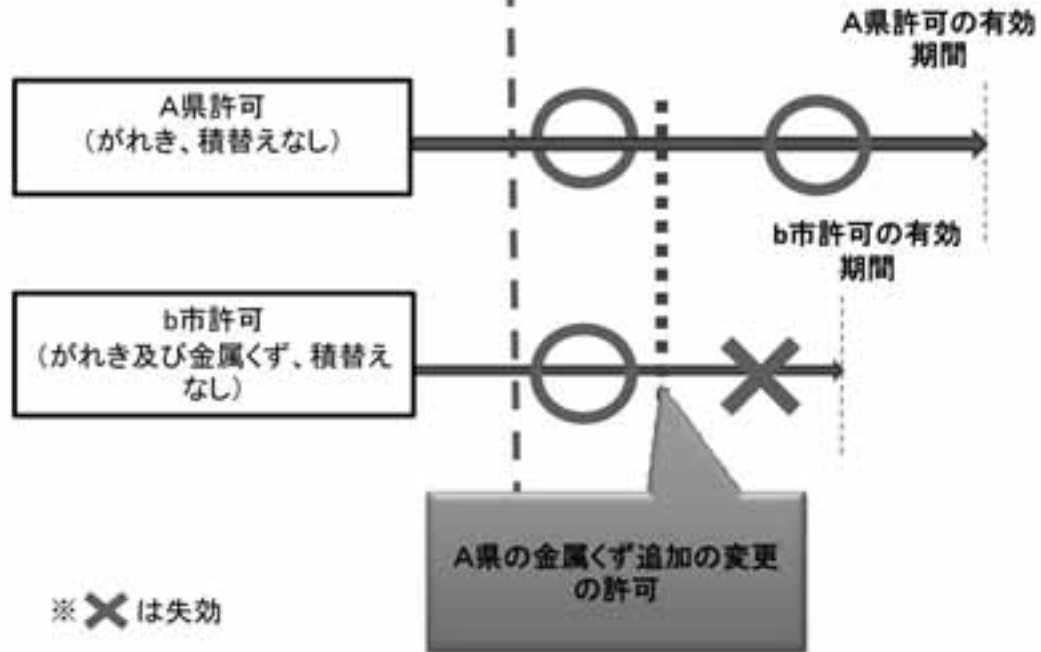 A県許可の有効
期間
A県許可
(がれき、積替えなし)
b市許可の有効
期間
b市許可
(がれき及び金属くず、積替え
なし)
A県の金属くず追加の変更
の許可
※ ✕ は失効